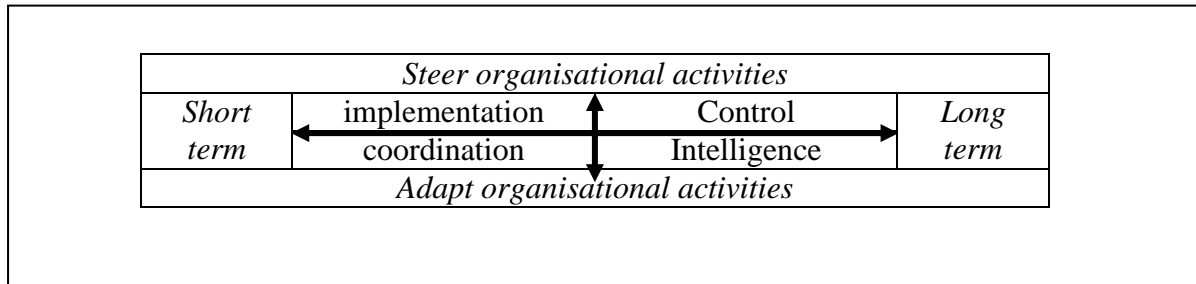 Steer organisational activities
Short term
implementation
Control
Long term
coordination
Intelligence
Adapt organisational activities